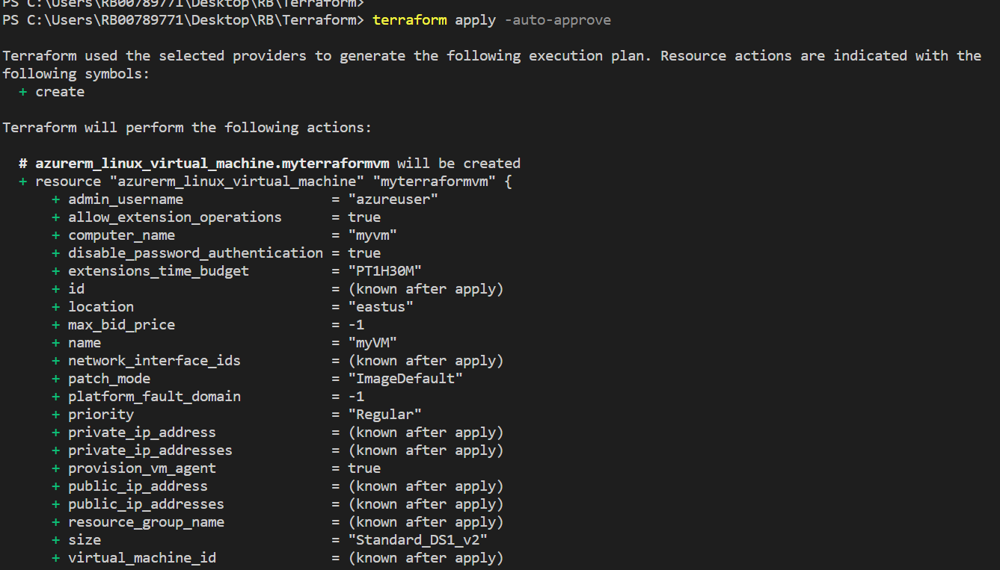 PS C:\Users\RB00789771\Desktop\RB\Terraform>
PS C:\Users\RB00789771\Desktop\RB\Terraform> terraform apply -auto-approve
Terraform used the selected providers to generate the following execution plan. Resource actions are indicated with the
following symbols:
+ create
Terraform will perform the following actions:
# azurerm_linux_virtual_machine.myterraformvm will be created
+ resource "azurerm_linux_virtual_machine" "myterraformvm" {
+ admin_username = "azureuser"
+ allow_extension_operations = true
+ computer_name = "myvm"
+ disable_password_authentication = true
+ extensions_time_budget = "PT1H30M"
+ id = (known after apply)
+ location = "eastus"
+ max_bid_price = -1
+ name = "myVM"
+ network_interface_ids = (known after apply)
+ patch_mode = "ImageDefault"
+ platform_fault_domain = -1
+ priority = "Regular"
+ private_ip_address = (known after apply)
+ private_ip_addresses = (known after apply)
+ provision_vm_agent = true
+ public_ip_address = (known after apply)
+ public_ip_addresses = (known after apply)
+ resource_group_name = (known after apply)
+ size = "Standard_DS1_v2"
+ virtual_machine_id = (known after apply)